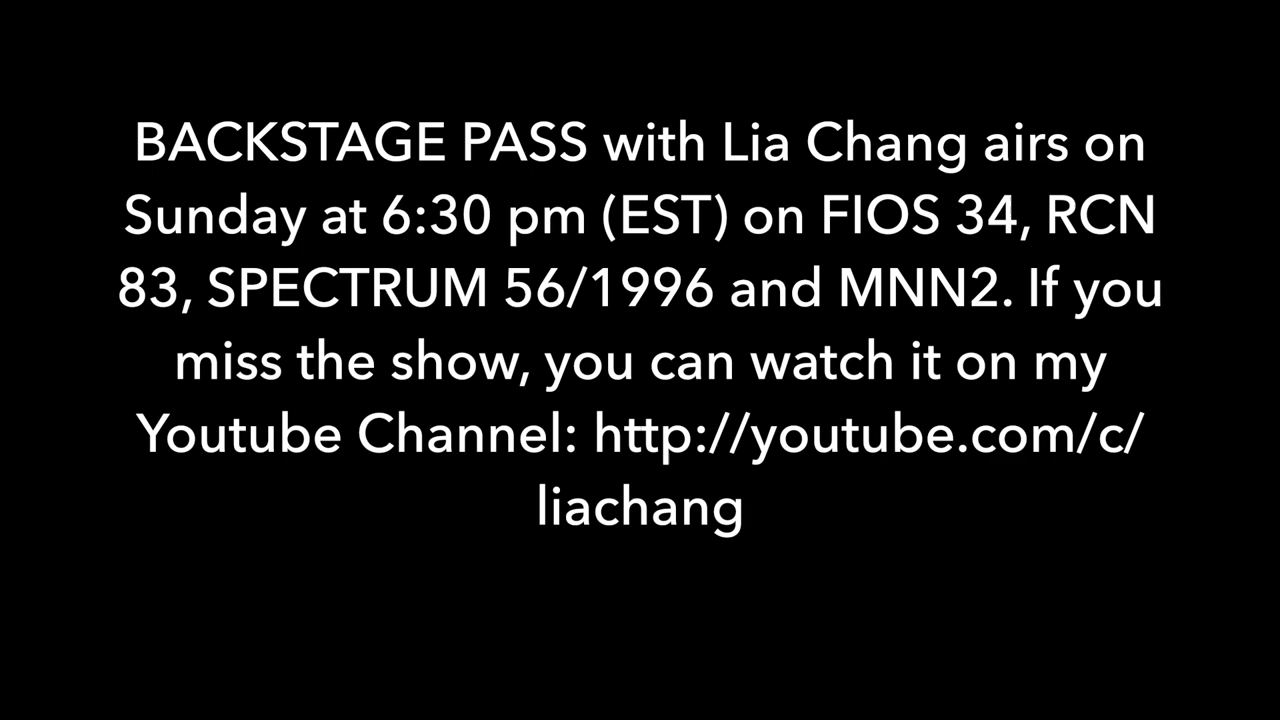 BACKSTAGE PASS with Lia Chang airs on
Sunday at 6:30 pm (EST) on FIOS 34, RCN
83, SPECTRUM 56/1996 and MNN2. If you
miss the show, you can watch it on my
Youtube Channel: http://youtube.com/c/
liachang